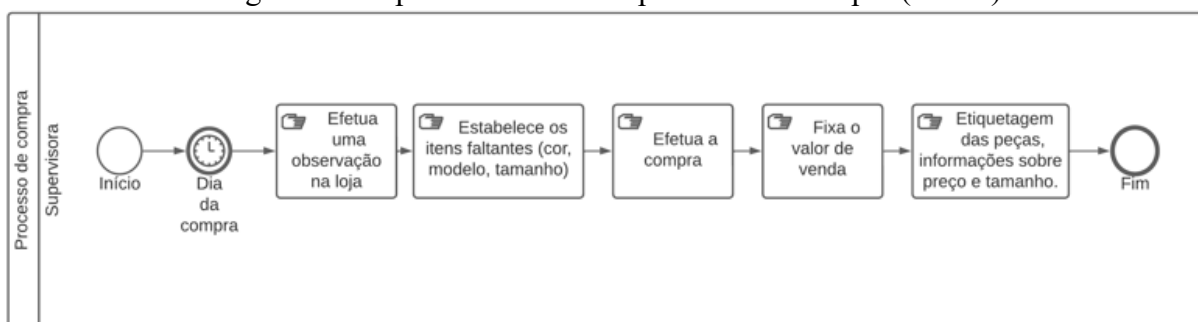 Processo de compra
Supervisora
Início
Dia
da
compra
Efetua
uma
observação
na loja
Estabelece os
itens faltantes (cor,
modelo, tamanho)
Efetua a
compra
Fixa o
valor de
venda
Etiquetagem
das peças,
informações sobre
preço e tamanho.
Fim